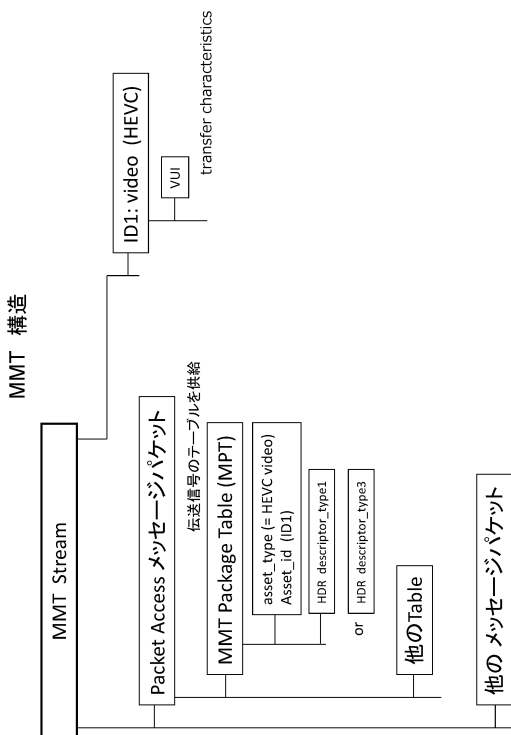 MMT 構造
MMT Stream
ID1: video (HEVC)
VUI
transfer characteristics
Packet Access メッセージパケット
伝送信号のテーブルを供給
MMT Package Table (MPT)
asset_type (= HEVC video)
Asset_id (ID1)
HDR descriptor_type1
or
HDR descriptor_type3
他のTable
他の メッセージパケット